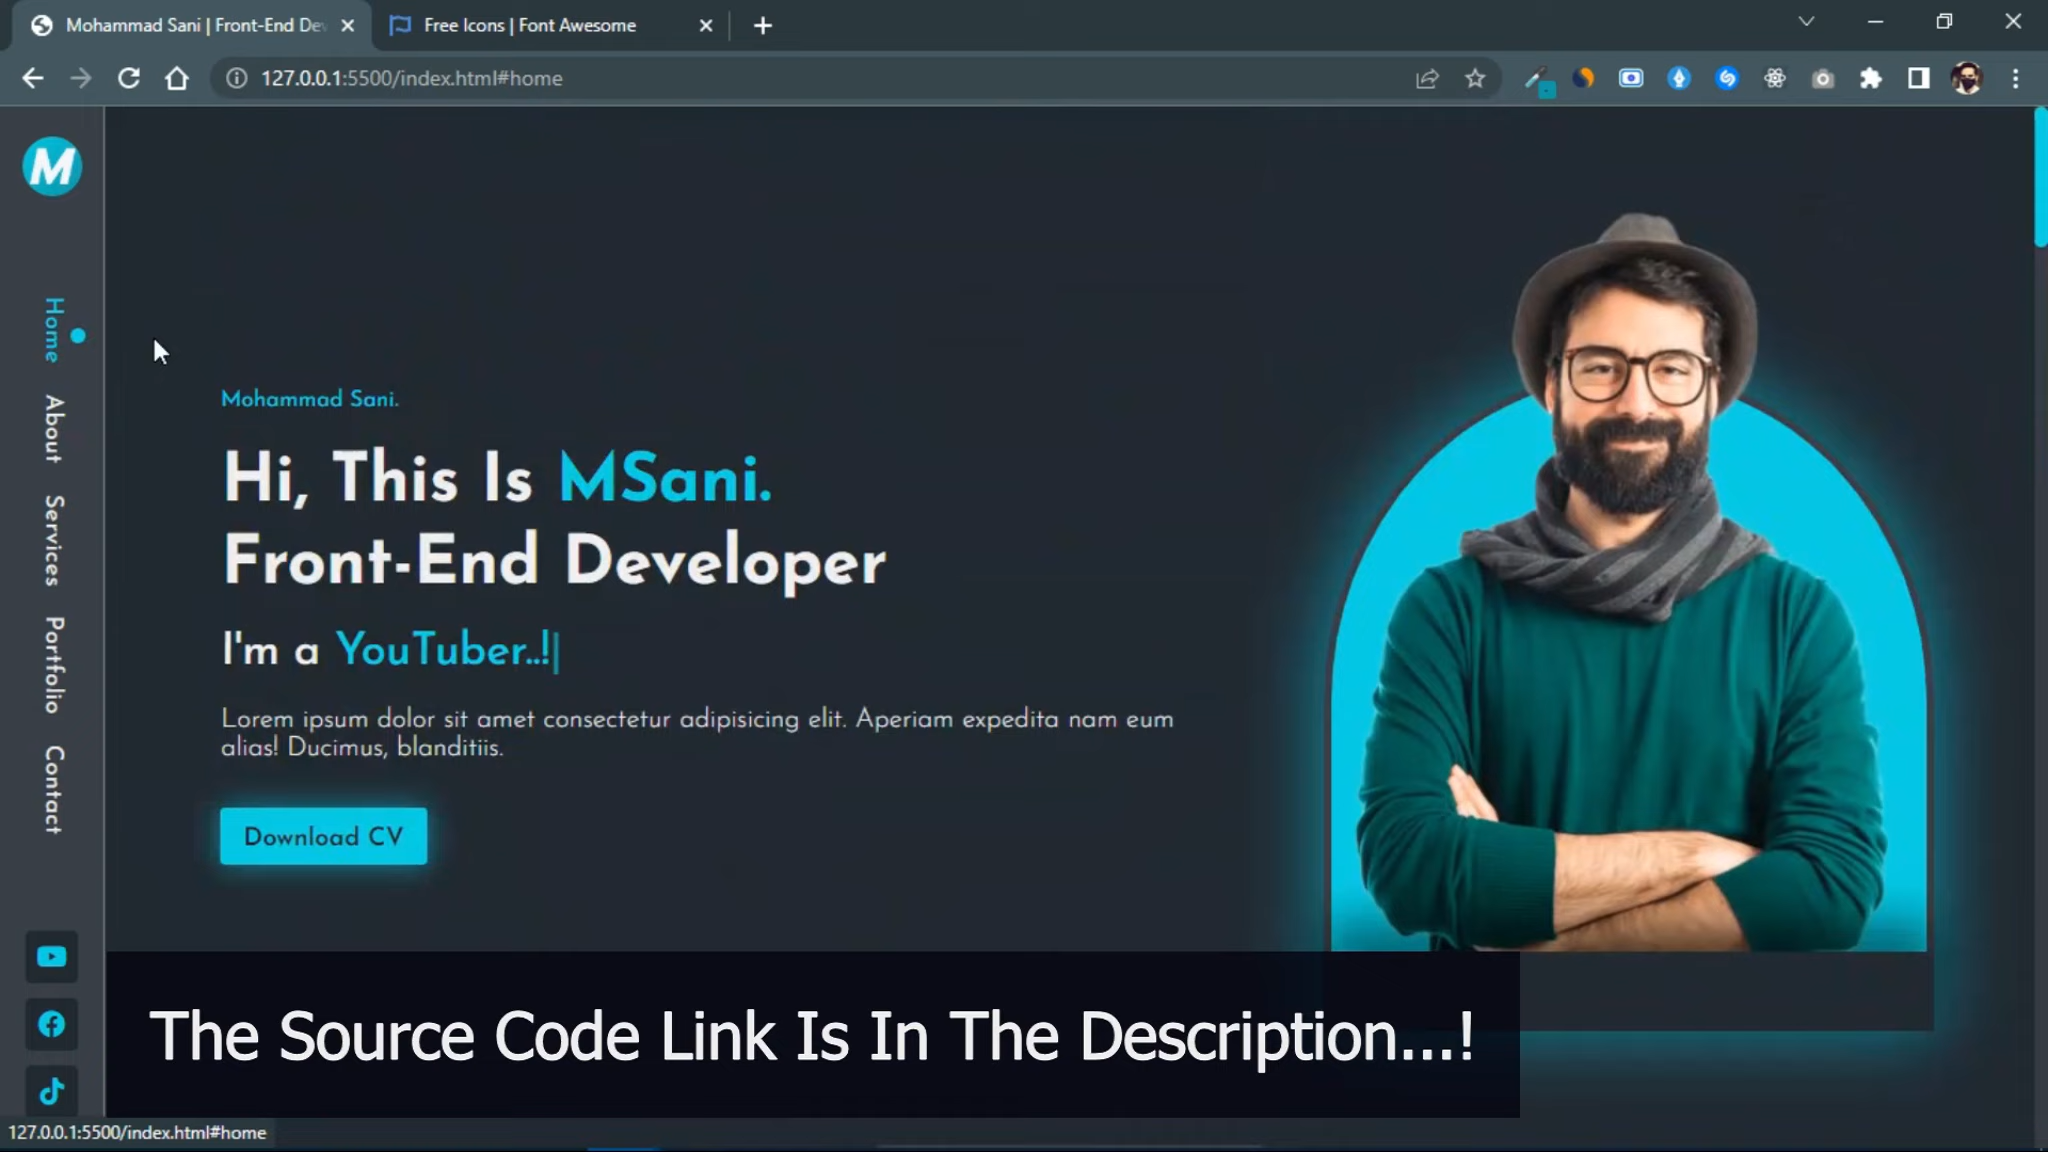 Mohammad Sani | Front-End De
Free Icons | Font Awesome
127.0.0.1:5500/index.html#home
M
Home
About
Services
Portfolio
Contact
Mohammad Sani.
Hi, This Is MSani.
Front-End Developer
I'm a YouTuber..!|
Lorem ipsum dolor sit amet consectetur adipisicing elit. Aperiam expedita nam eum
alias! Ducimus, blanditiis.
Download CV
The Source Code Link Is In The Description...!
127.0.0.1:5500/index.html#home